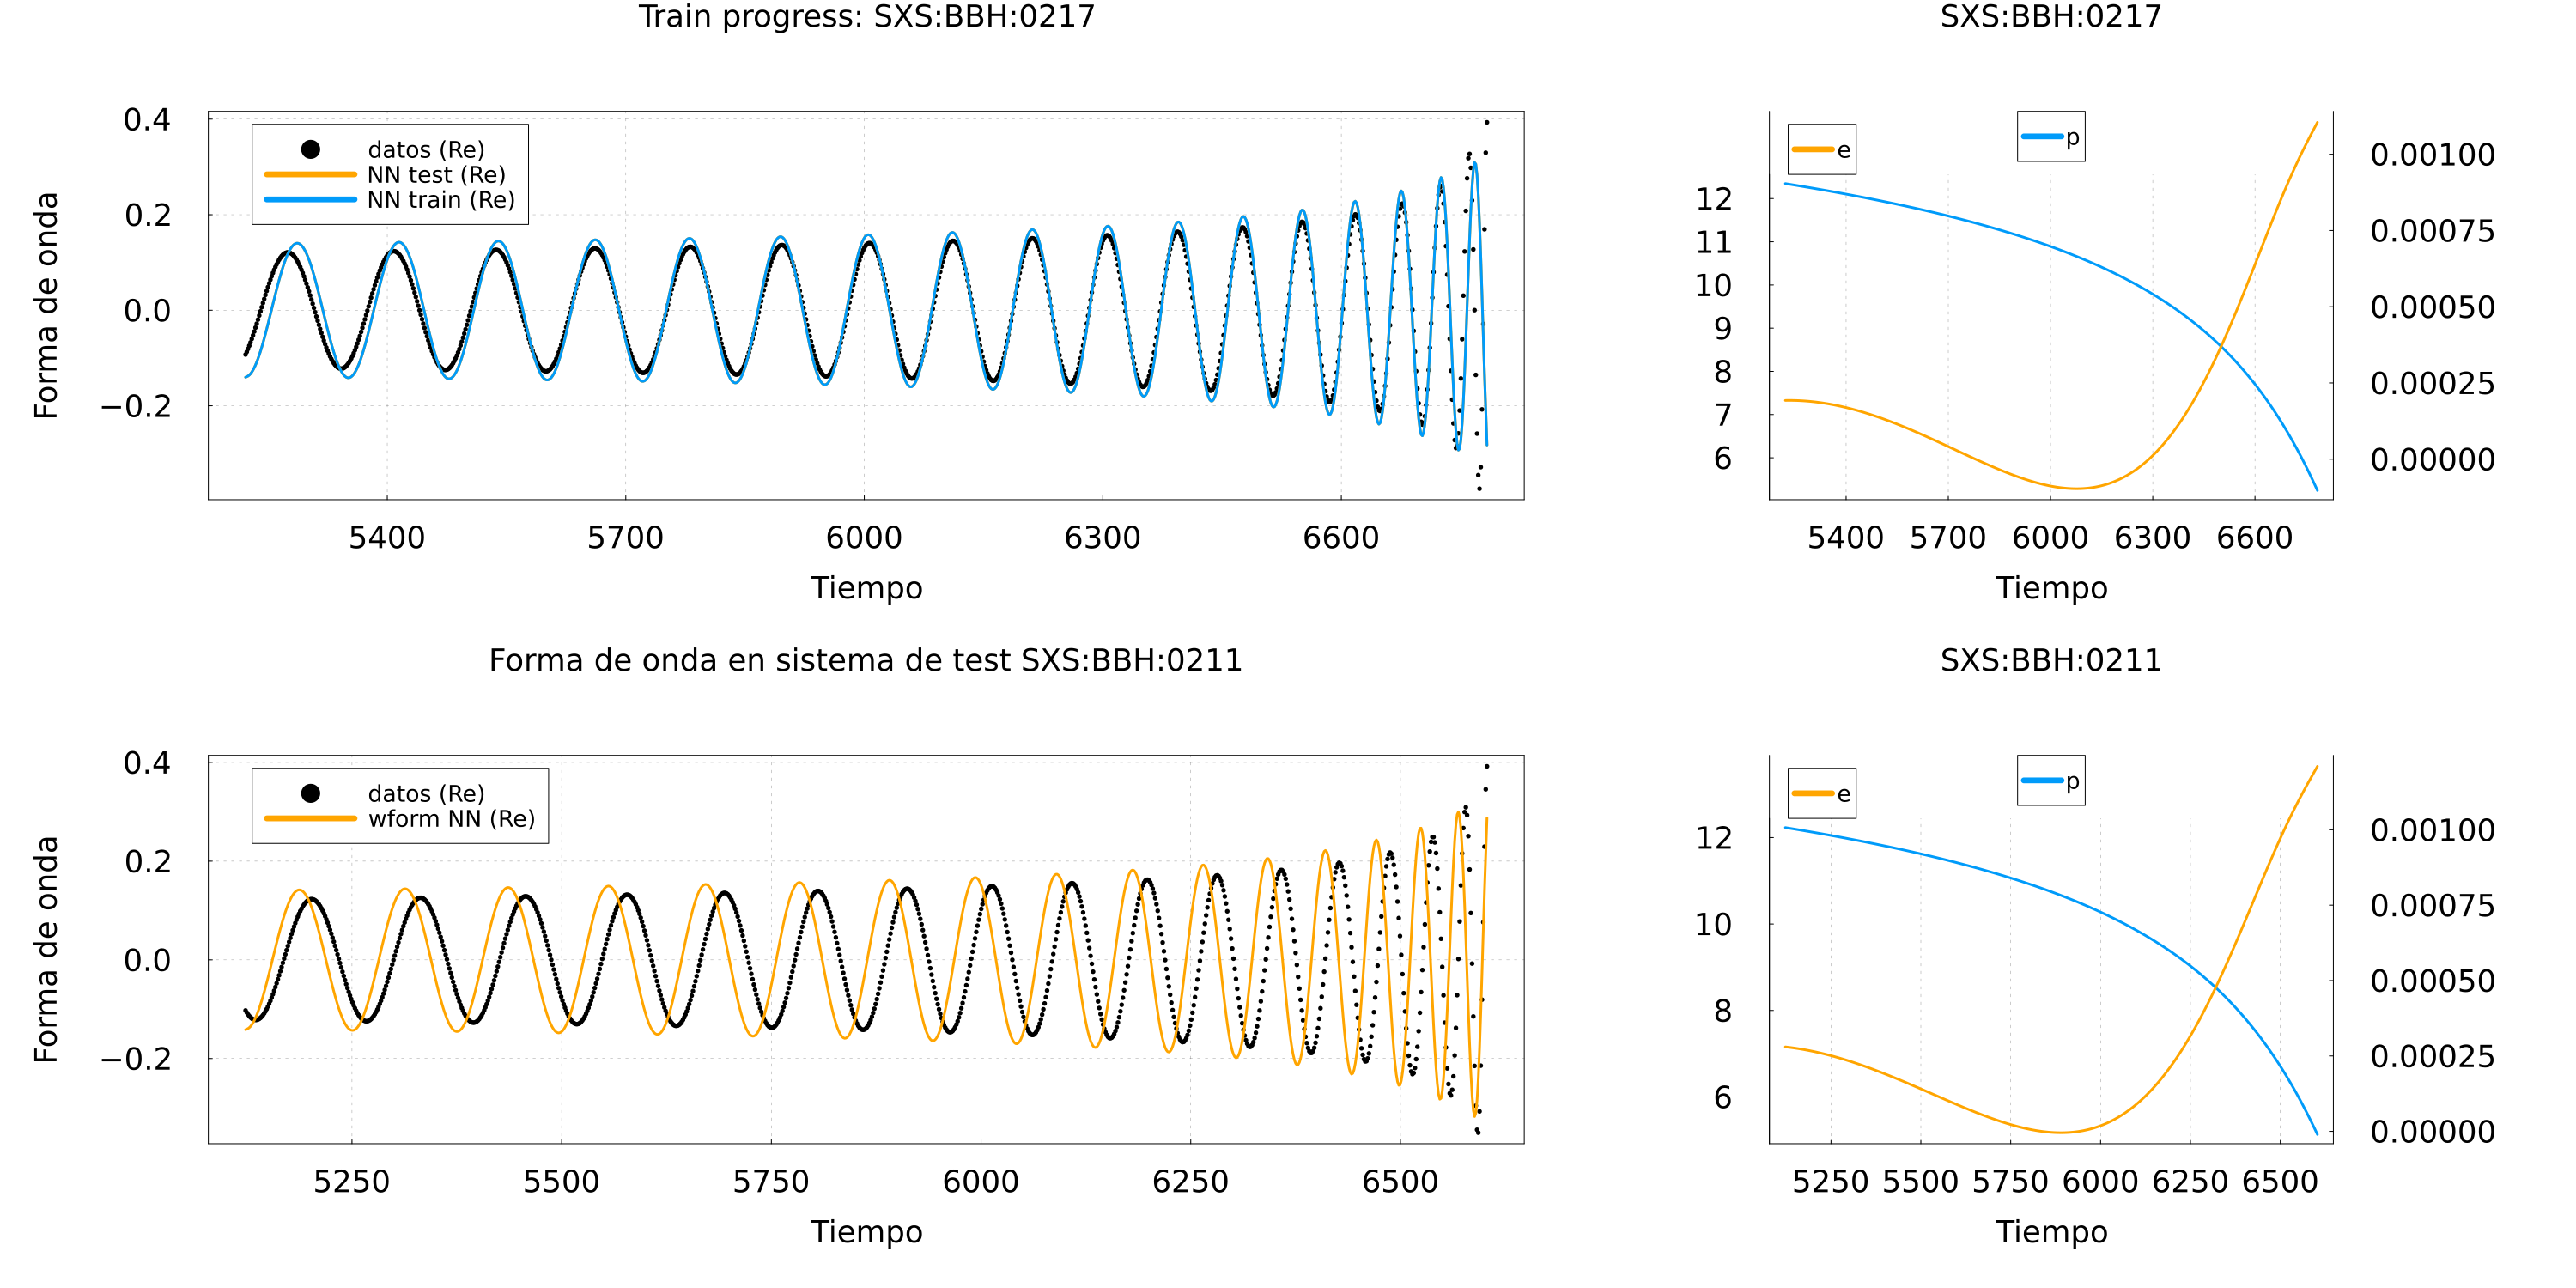 Train progress: SXS:BBH:0217
SXS:BBH:0217
Forma de onda
0.4
0.2
0.0
−0.2
datos (Re)
NN test (Re)
NN train (Re)
5400 5700 6000 6300 6600
Tiempo
e
p
12
11
10
9
8
7
6
0.00100
0.00075
0.00050
0.00025
0.00000
5400 5700 6000 6300 6600
Tiempo
Forma de onda en sistema de test SXS:BBH:0211
SXS:BBH:0211
Forma de onda
0.4
0.2
0.0
−0.2
datos (Re)
wform NN (Re)
5250 5500 5750 6000 6250 6500
Tiempo
e
p
12
10
8
6
0.00100
0.00075
0.00050
0.00025
0.00000
5250 5500 5750 6000 6250 6500
Tiempo